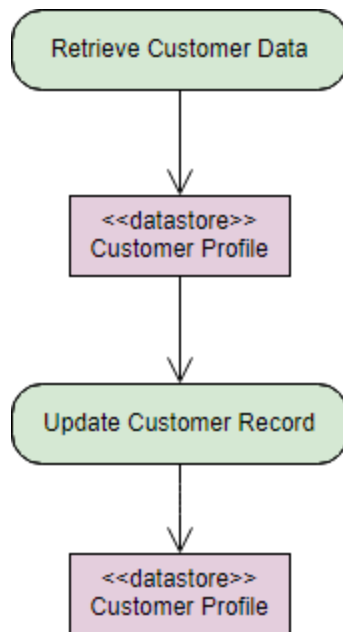 Retrieve Customer Data
<<datastore>>
Customer Profile
Update Customer Record
<<datastore>>
Customer Profile